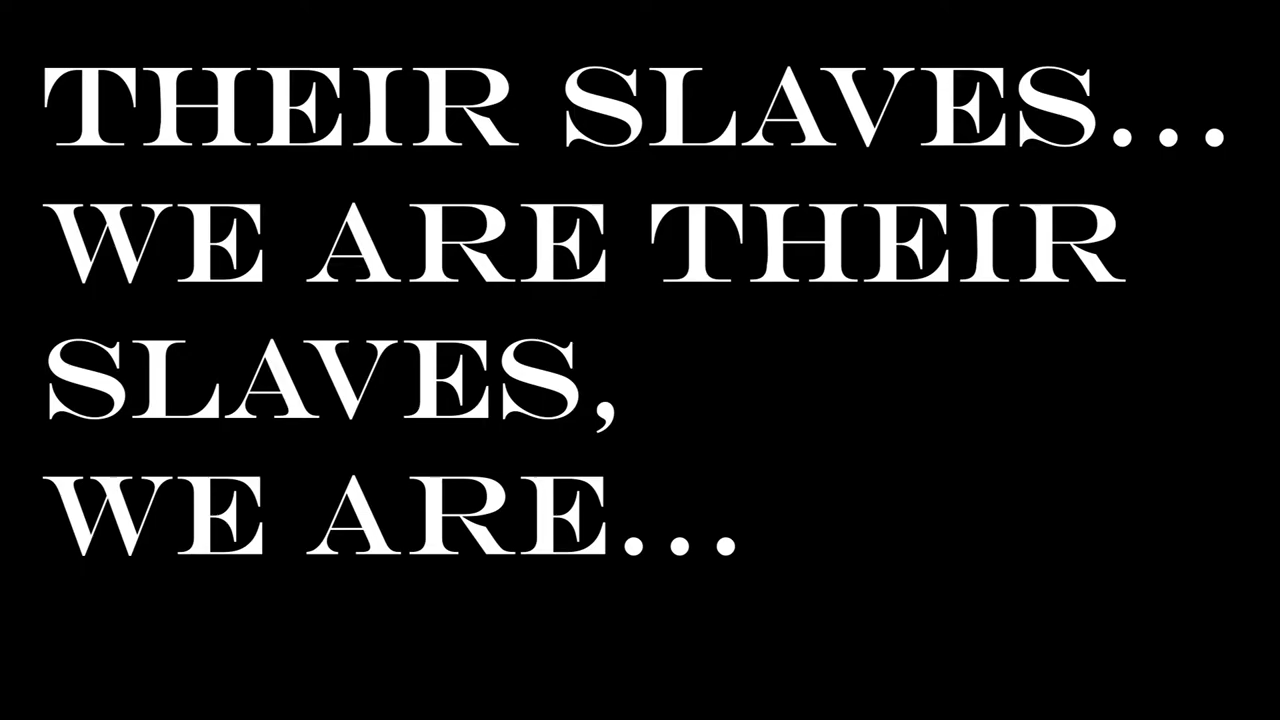 THEIR SLAVES...
WE ARE THEIR
SLAVES,
WE ARE...